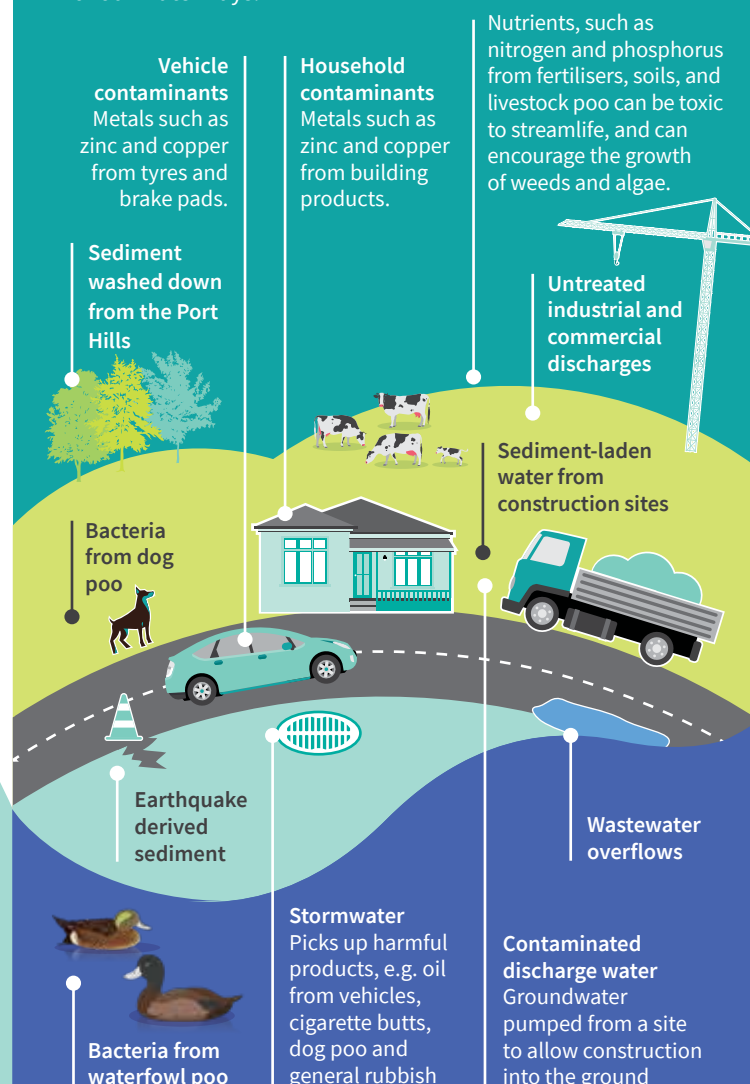 Nutrients, such as
nitrogen and phosphorus
from fertilisers, soils, and
livestock poo can be toxic
to streamlife, and can
encourage the growth
of weeds and algae.
Vehicle
contaminants
Metals such as
zinc and copper
from tyres and
brake pads.
Household
contaminants
Metals such as
zinc and copper
from building
products.
Sediment
washed down
from the Port
Hills
Untreated
industrial and
commercial
discharges
Sediment-laden
water from
construction sites
Bacteria
from dog
poo
Earthquake
derived
sediment
Wastewater
overflows
Stormwater
Picks up harmful
products, e.g. oil
from vehicles,
cigarette butts,
dog poo and
general rubbish
Contaminated
discharge water
Groundwater
pumped from a site
to allow construction
into the ground
Bacteria from
waterfowl poo